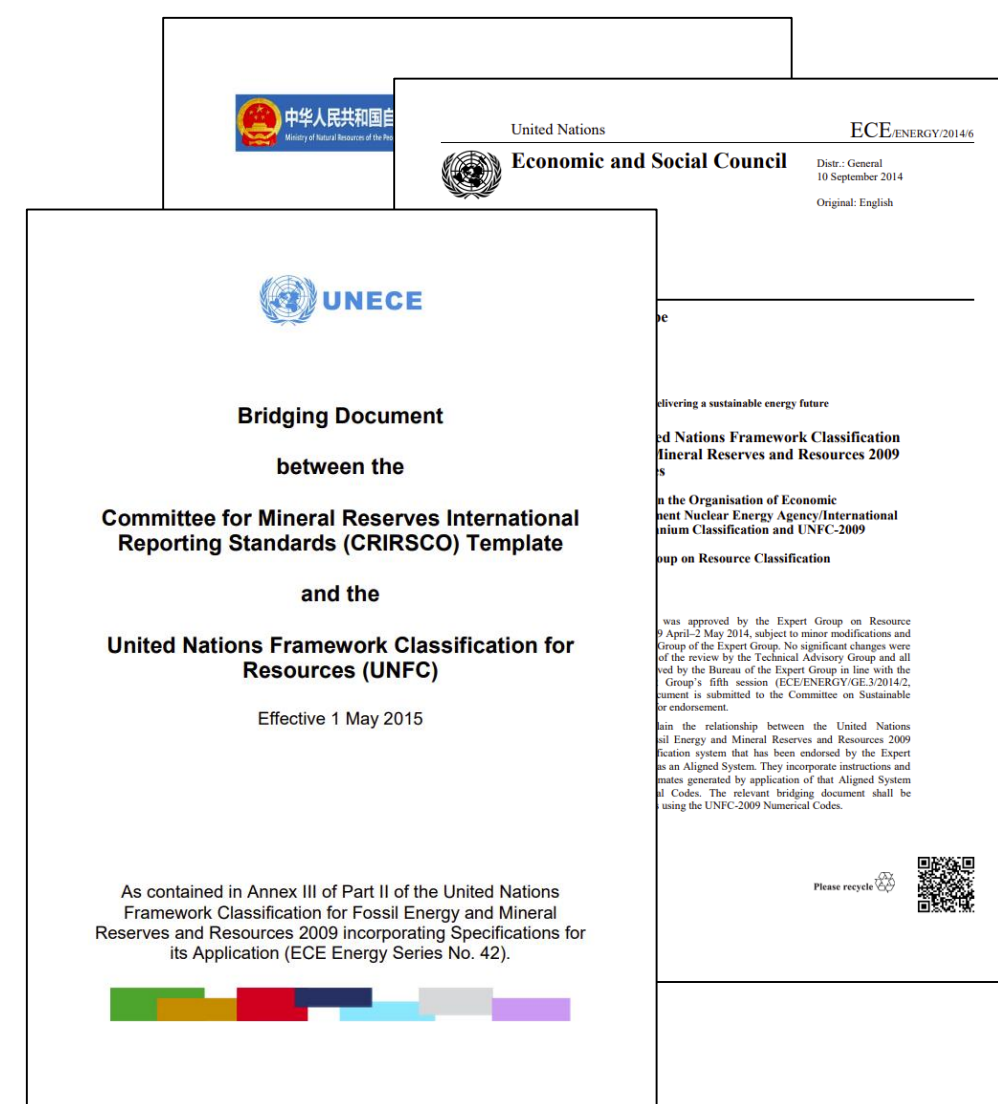 中华人民共和国自
Ministry of Natural Resources of the Peo
United Nations
ECE/ENERGY/2014/6
Economic and Social Council
Distr.: General
10 September 2014
Original: English
elivering a sustainable energy future
ed Nations Framework Classification
Mineral Reserves and Resources 2009
n the Organisation of Economic
ment Nuclear Energy Agency/International
nium Classification and UNFC-2009
oup on Resource Classification
was approved by the Expert Group on Resource
9 April–2 May 2014, subject to minor modifications and
Group of the Expert Group. No significant changes were
of the review by the Technical Advisory Group and all
ved by the Bureau of the Expert Group in line with the
Group's fifth session (ECE/ENERGY/GE.3/2014/2,
cument is submitted to the Committee on Sustainable
or endorsement.
lain the relationship between the United Nations
sil Energy and Mineral Reserves and Resources 2009
fication system that has been endorsed by the Expert
as an Aligned System. They incorporate instructions and
mates generated by application of that Aligned System
al Codes. The relevant bridging document shall be
using the UNFC-2009 Numerical Codes.
Please recycle
UNECE
Bridging Document
between the
Committee for Mineral Reserves International
Reporting Standards (CRIRSCO) Template
and the
United Nations Framework Classification for
Resources (UNFC)
Effective 1 May 2015
As contained in Annex III of Part II of the United Nations
Framework Classification for Fossil Energy and Mineral
Reserves and Resources 2009 incorporating Specifications for
its Application (ECE Energy Series No. 42).